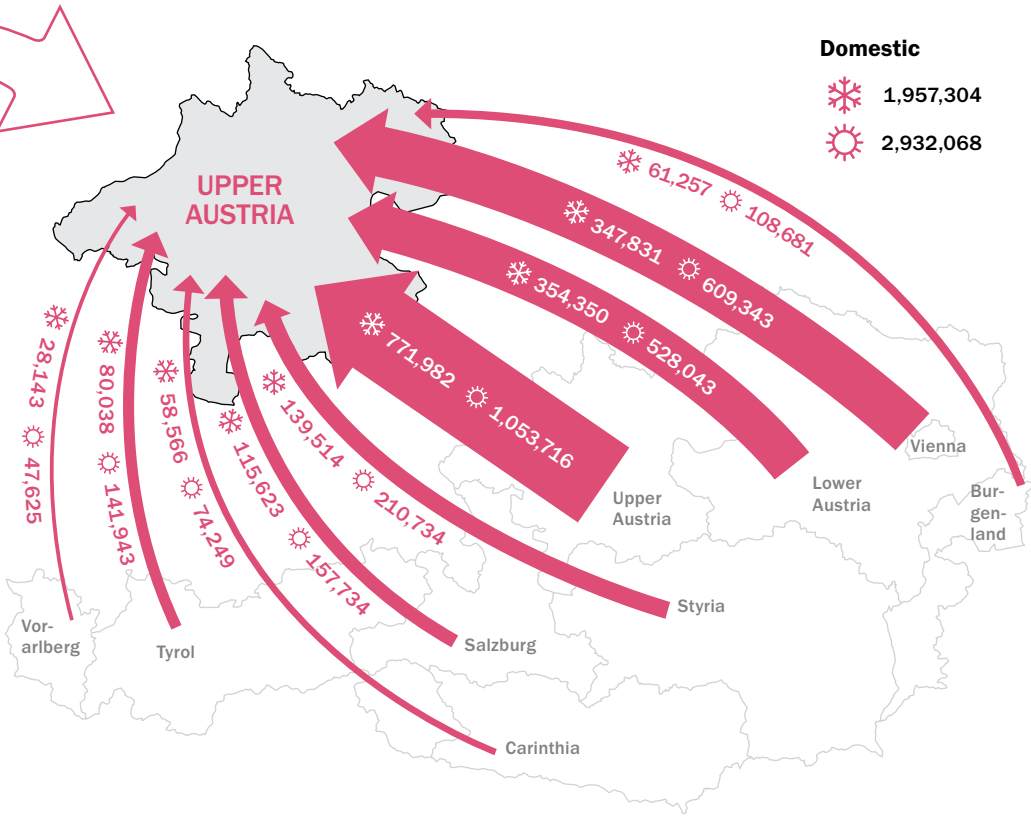 Domestic
1,957,304
2,932,068
UPPER
AUSTRIA
61,257 108,681
347,831 609,343
354,350 528,043
771,982 1,053,716
139,514 210,734
115,623 157,734
58,566 74,249
80,038 141,943
28,143 47,625
Vienna
Bur-
gen-
land
Lower
Austria
Upper
Austria
Styria
Salzburg
Carinthia
Tyrol
Vor-
arlberg